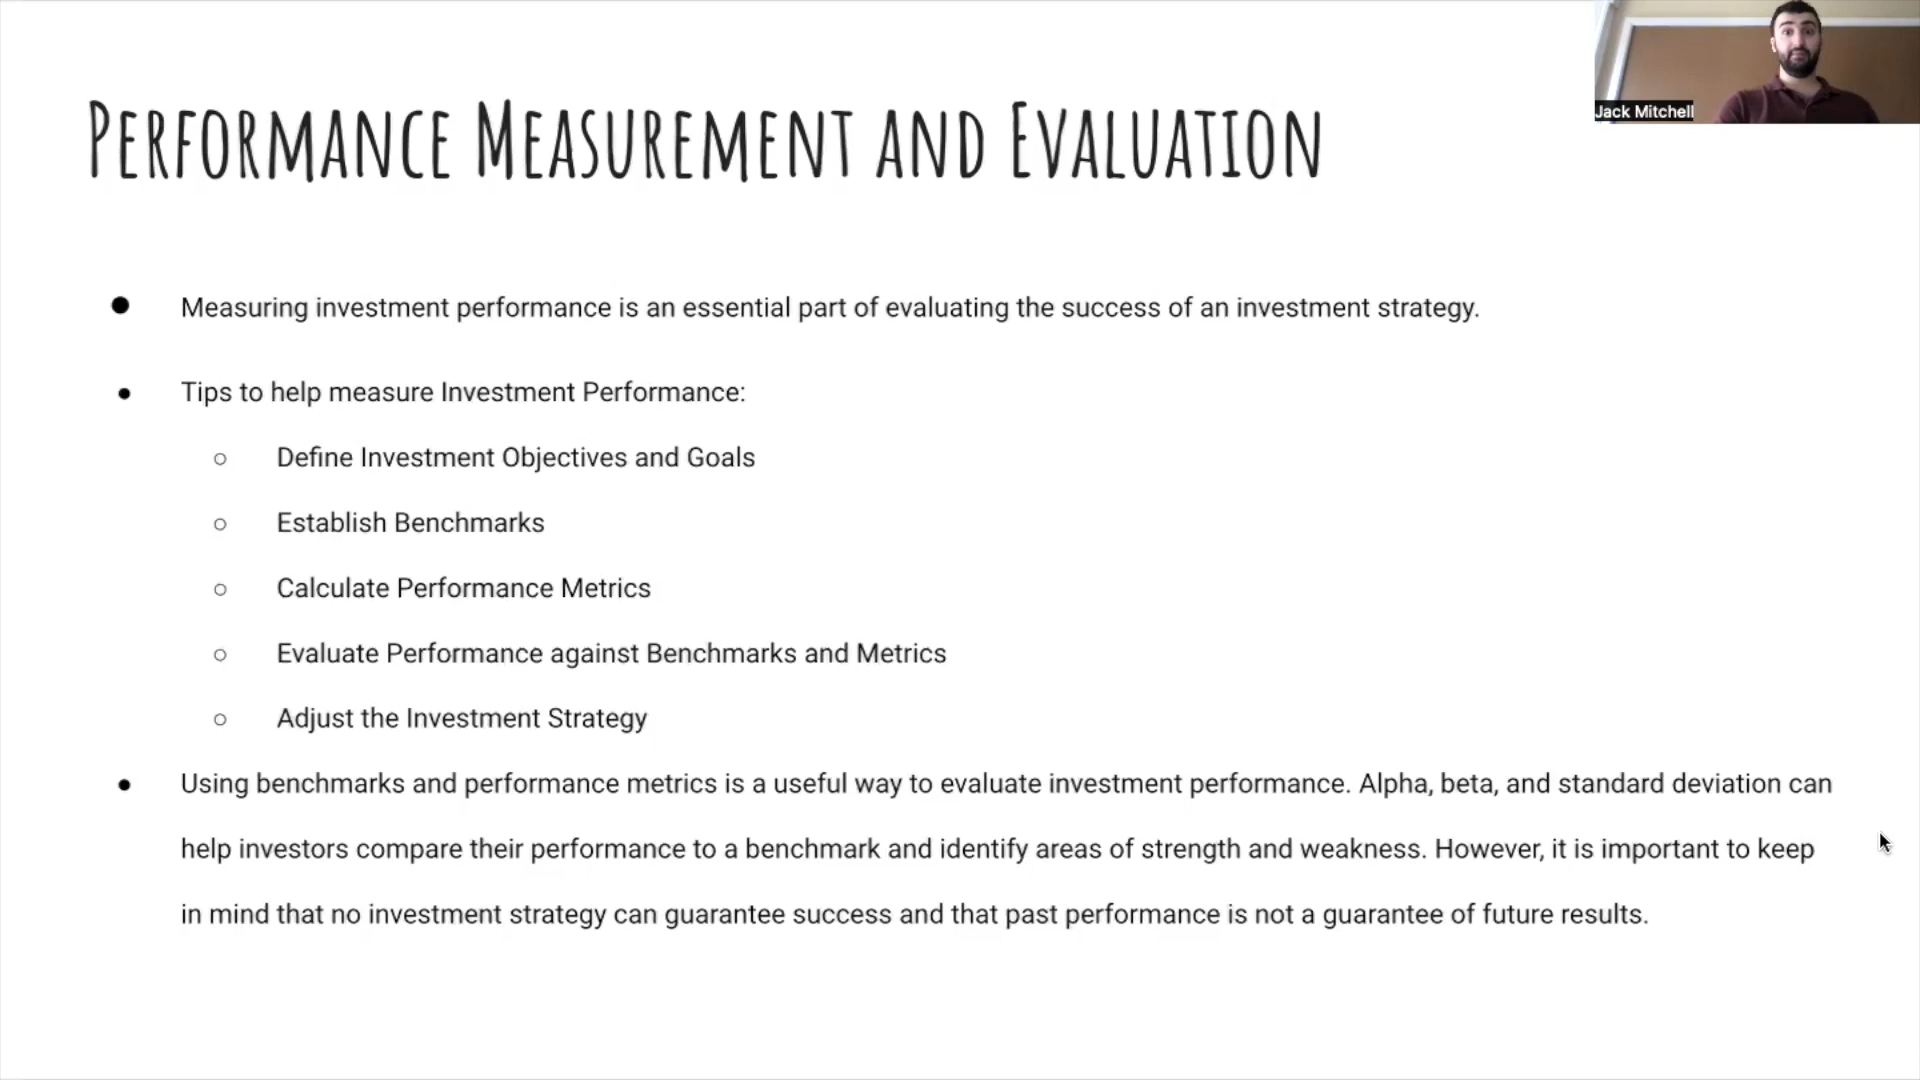 Performance Measurement and Evaluation
Jack Mitchell
● Measuring investment performance is an essential part of evaluating the success of an investment strategy.
● Tips to help measure Investment Performance:
○ Define Investment Objectives and Goals
○ Establish Benchmarks
○ Calculate Performance Metrics
○ Evaluate Performance against Benchmarks and Metrics
○ Adjust the Investment Strategy
● Using benchmarks and performance metrics is a useful way to evaluate investment performance. Alpha, beta, and standard deviation can
help investors compare their performance to a benchmark and identify areas of strength and weakness. However, it is important to keep
in mind that no investment strategy can guarantee success and that past performance is not a guarantee of future results.